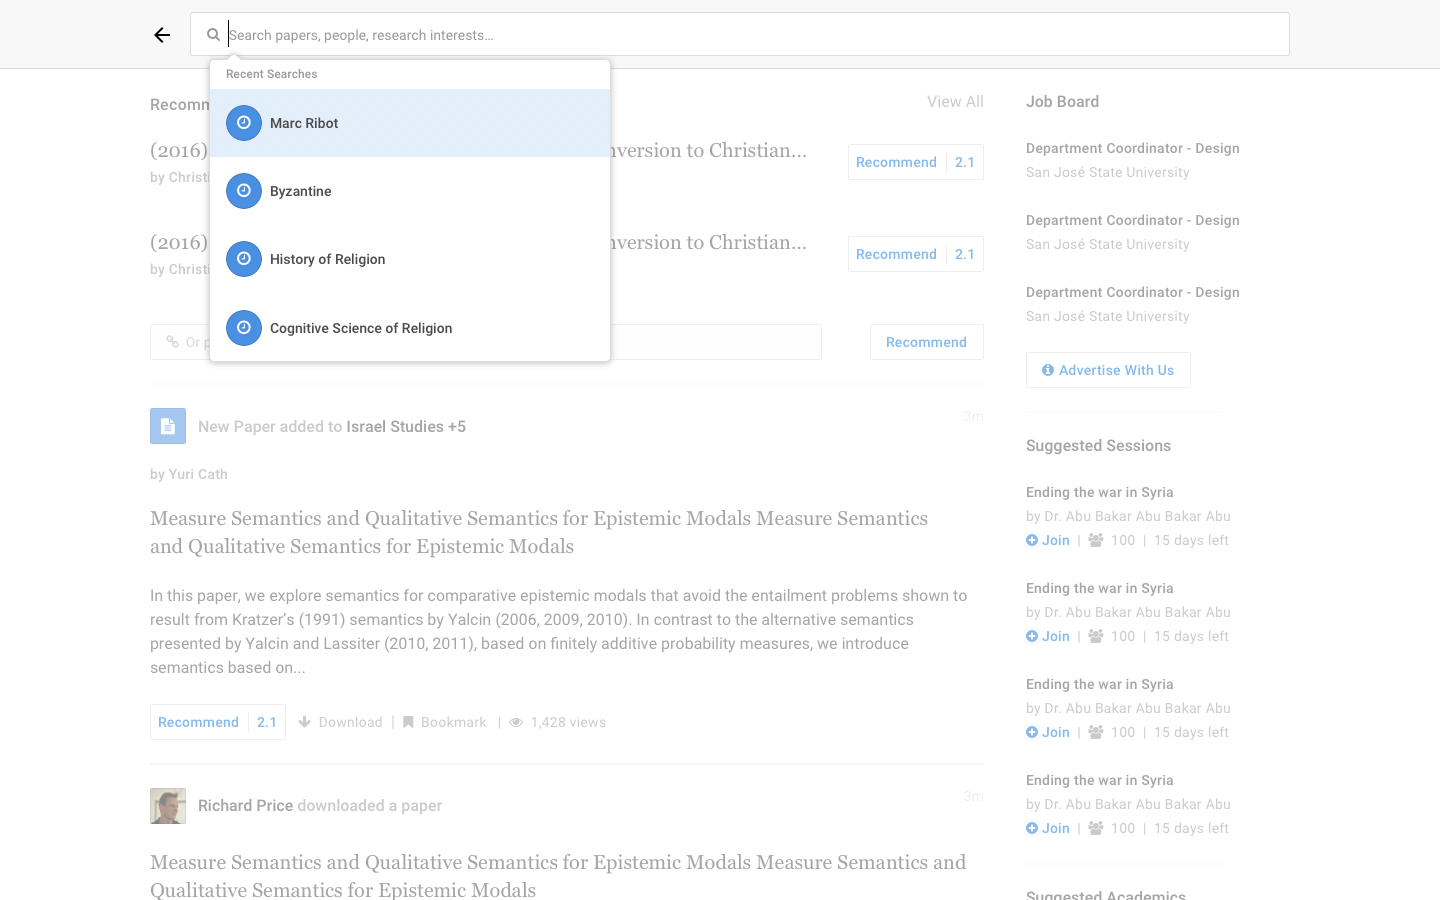 Search papers, people, research interests...
Recent Searches
Marc Ribot
Byzantine
History of Religion
Cognitive Science of Religion
View All
(2016)
nversion to Christian...
by Christi
Recommend 2.1
(2016)
nversion to Christian...
by Christi
Recommend 2.1
Or p
Recommend
New Paper added to Israel Studies +5
3m
by Yuri Cath
Measure Semantics and Qualitative Semantics for Epistemic Modals Measure Semantics
and Qualitative Semantics for Epistemic Modals
In this paper, we explore semantics for comparative epistemic modals that avoid the entailment problems shown to
result from Kratzer's (1991) semantics by Yalcin (2006, 2009, 2010). In contrast to the alternative semantics
presented by Yalcin and Lassiter (2010, 2011), based on finitely additive probability measures, we introduce
semantics based on...
Recommend 2.1 Download | Bookmark | 1,428 views
Richard Price downloaded a paper
3m
Measure Semantics and Qualitative Semantics for Epistemic Modals Measure Semantics and
Qualitative Semantics for Epistemic Modals
Job Board
Department Coordinator - Design
San José State University
Department Coordinator - Design
San José State University
Department Coordinator - Design
San José State University
Advertise With Us
Suggested Sessions
Ending the war in Syria
by Dr. Abu Bakar Abu Bakar Abu
Join | 100 | 15 days left
Ending the war in Syria
by Dr. Abu Bakar Abu Bakar Abu
Join | 100 | 15 days left
Ending the war in Syria
by Dr. Abu Bakar Abu Bakar Abu
Join | 100 | 15 days left
Ending the war in Syria
by Dr. Abu Bakar Abu Bakar Abu
Join | 100 | 15 days left
Suggested Academics